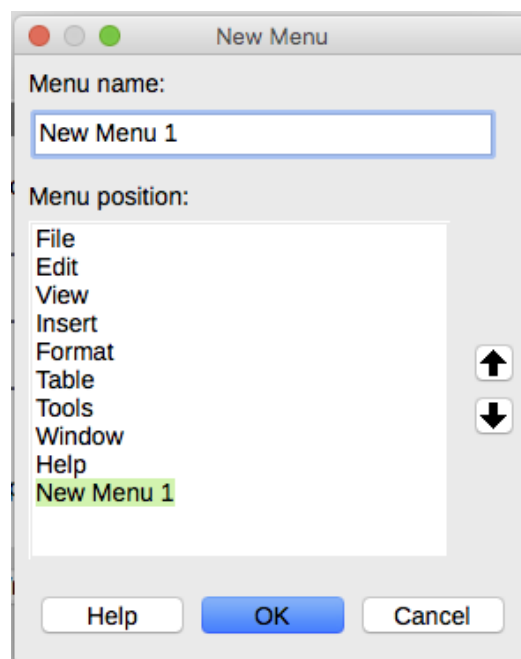 New Menu
Menu name:
New Menu 1
Menu position:
File
Edit
View
Insert
Format
Table
Tools
Window
Help
New Menu 1
Help OK Cancel